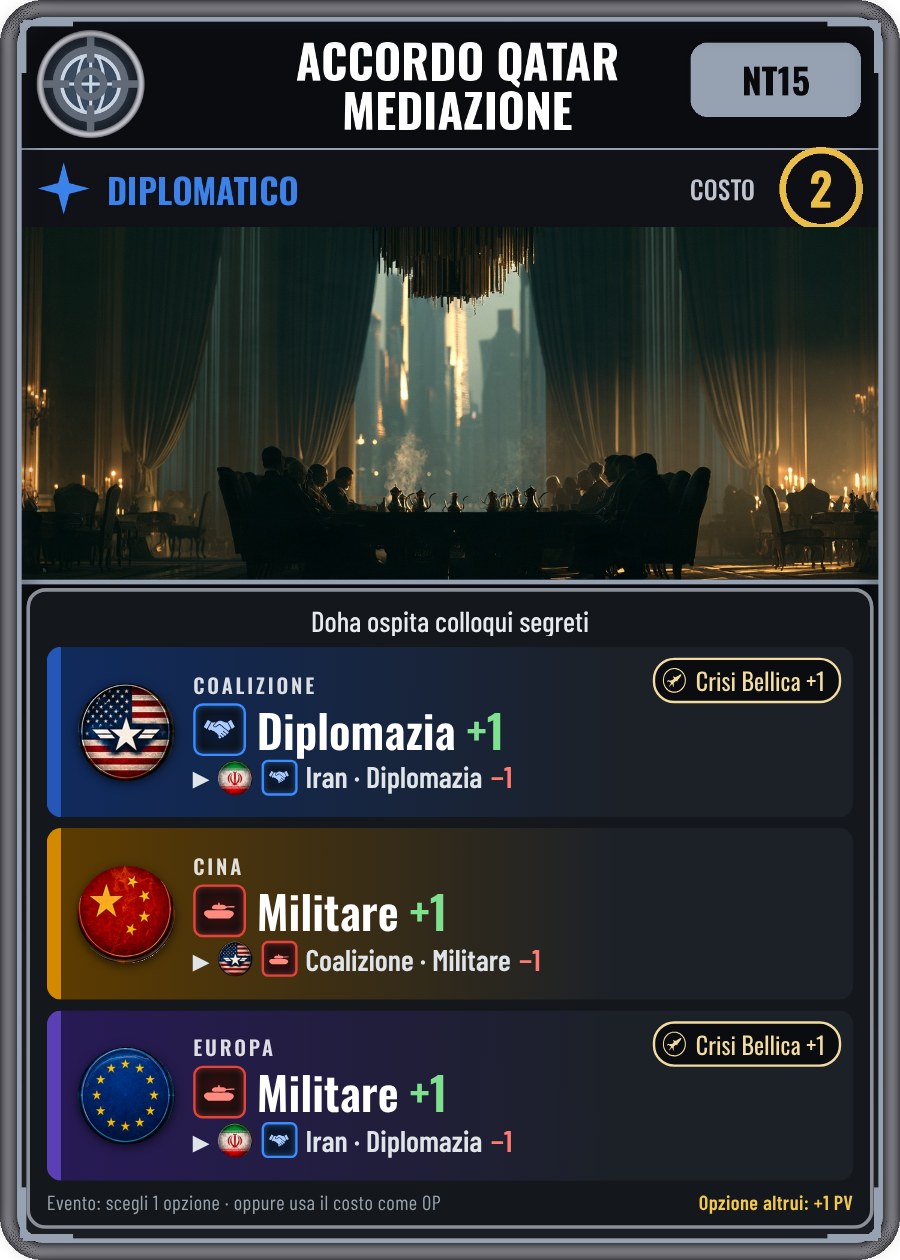 ACCORDO QATAR
MEDIAZIONE
NT15
DIPLOMATICO
COSTO
2
Doha ospita colloqui segreti
COALIZIONE
Crisi Bellica +1
Diplomazia +1
▶ Iran · Diplomazia −1
CINA
Militare +1
▶ Coalizione · Militare −1
EUROPA
Crisi Bellica +1
Militare +1
▶ Iran · Diplomazia −1
Evento: scegli 1 opzione · oppure usa il costo come OP
Opzione altrui: +1 PV